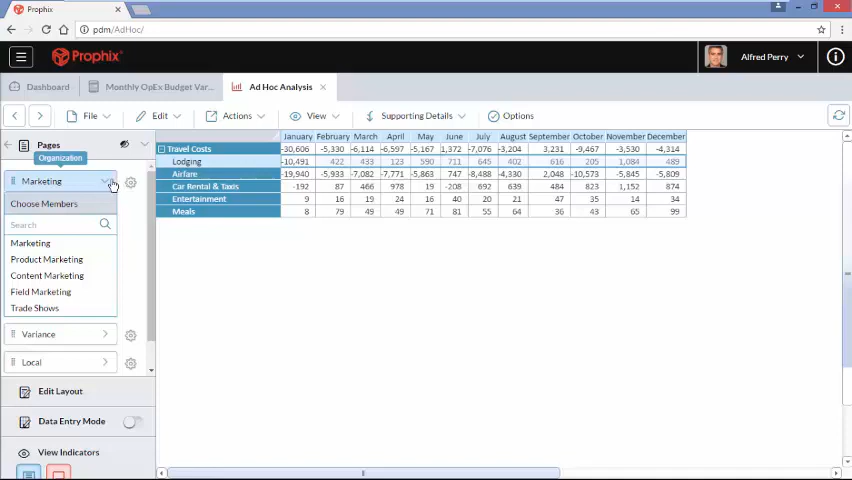 Prophix
pdm/AdHoc/
Prophix
Alfred Perry
Dashboard
Monthly OpEx Budget Var...
Ad Hoc Analysis
File
Edit
Actions
View
Supporting Details
Options
Pages
Organization
Marketing
Choose Members
Search
Marketing
Product Marketing
Content Marketing
Field Marketing
Trade Shows
Variance
Local
Edit Layout
Data Entry Mode
View Indicators
January February March April May June July August September October November December
Travel Costs -30,606 -5,330 -6,114 -6,597 -5,167 1,372 -7,076 -3,204 3,231 -9,467 -3,530 -4,314
Lodging -10,491 422 433 123 590 711 645 402 616 205 1,084 489
Airfare -19,940 -5,933 -7,082 -7,771 -5,863 747 -8,488 -4,330 2,048 -10,573 -5,845 -5,809
Car Rental & Taxis -192 87 466 978 19 -208 692 639 484 823 1,152 874
Entertainment 9 16 19 24 16 40 20 21 47 35 14 34
Meals 8 79 49 49 71 81 55 64 36 43 65 99